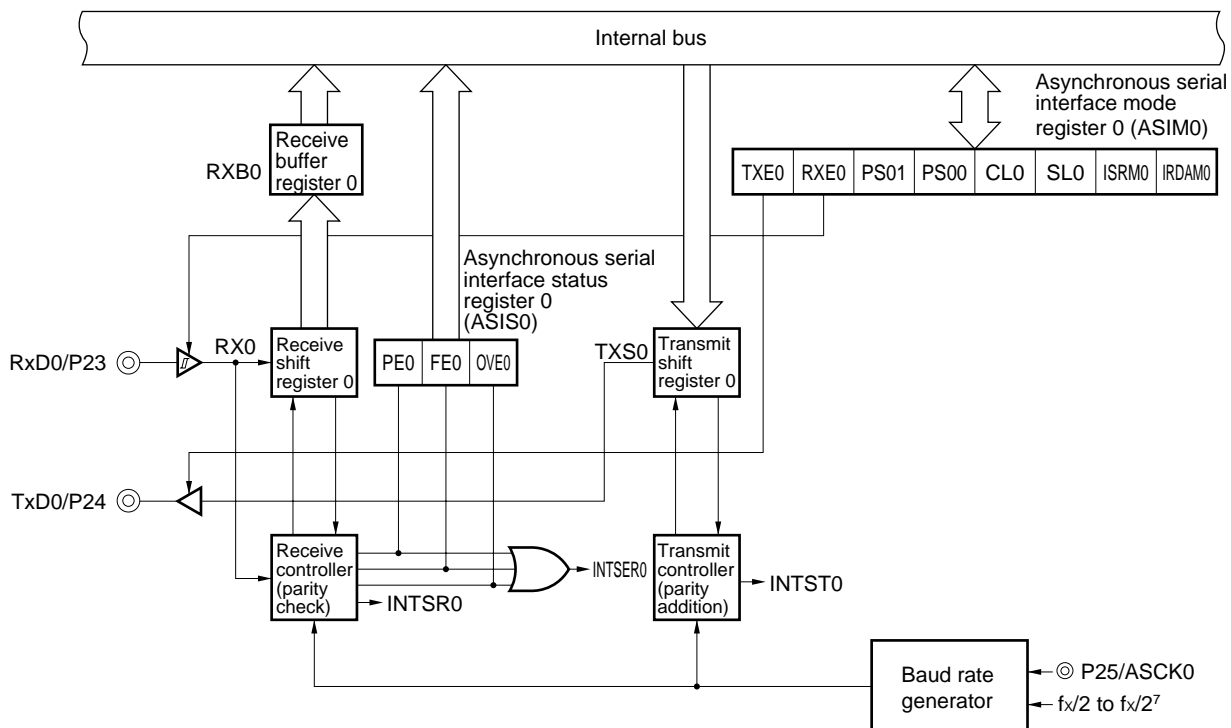 Internal bus
Asynchronous serial
interface mode
register 0 (ASIM0)
Receive
buffer
register 0
RXB0
TXE0 RXE0 PS01 PS00 CL0 SL0 ISRM0 IRDAM0
Asynchronous serial
interface status
register 0
(ASIS0)
RxD0/P23
RX0
Receive
shift
register 0
PE0 FE0 OVE0
TXS0
Transmit
shift
register 0
TxD0/P24
Receive
controller
(parity
check)
INTSER0
INTSR0
Transmit
controller
(parity
addition)
INTST0
Baud rate
generator
P25/ASCK0
fX/2 to fX/2⁷